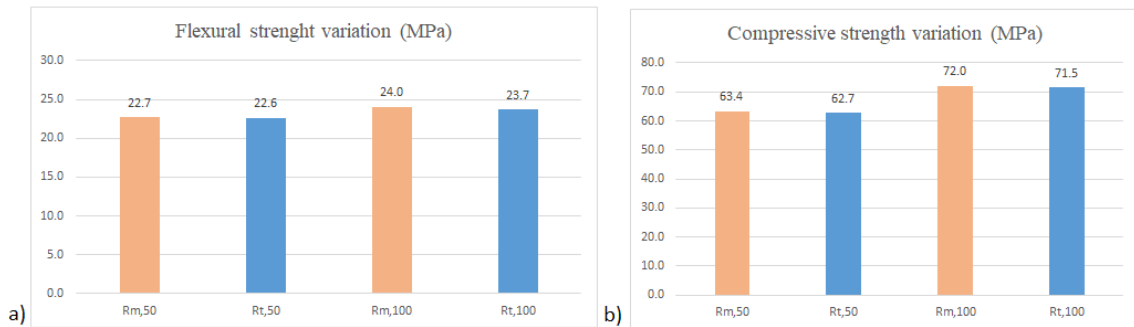 Flexural strenght variation (MPa)
30.0
25.0
20.0
15.0
10.0
5.0
0.0
22.7
22.6
24.0
23.7
Rm,50
Rt,50
Rm,100
Rt,100
a)
Compressive strength variation (MPa)
80.0
70.0
60.0
50.0
40.0
30.0
20.0
10.0
0.0
63.4
62.7
72.0
71.5
Rm,50
Rt,50
Rm,100
Rt,100
b)